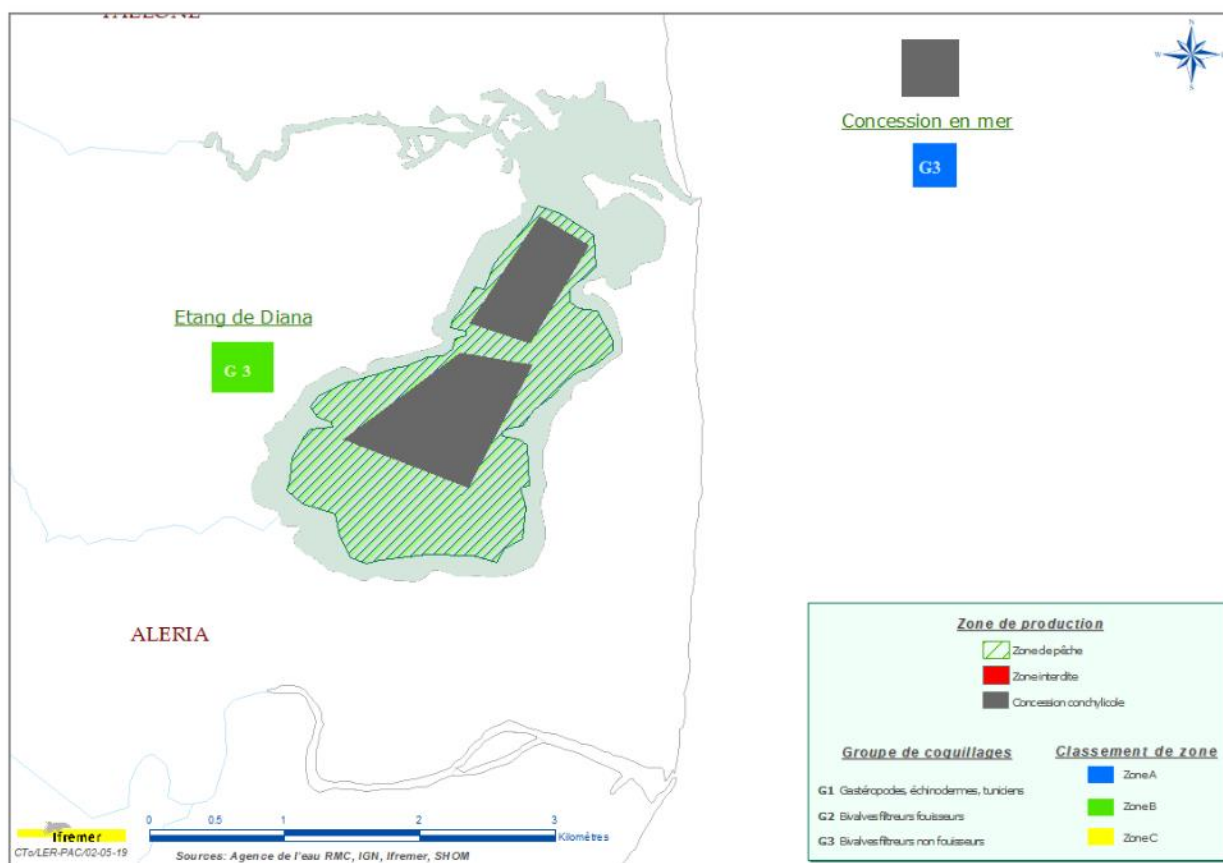 TALLONE
N
W
S
Concession en mer
G3
Etang de Diana
G 3
ALERIA
Zone de production
Zone de pêche
Zone interdite
Concession conchylicole
Groupe de coquillages
Classement de zone
G1 Gastéropodes, échinodermes, tuniciens
G2 Bivalves filtreurs fouisseurs
G3 Bivalves filtreurs non fouisseurs
Zone A
Zone B
Zone C
0 0.5 1 2 3
Kilomètres
Ifremer
CTo/LER-PAC/02-05-19
Sources: Agence de l'eau RMC, IGN, Ifremer, SHOM